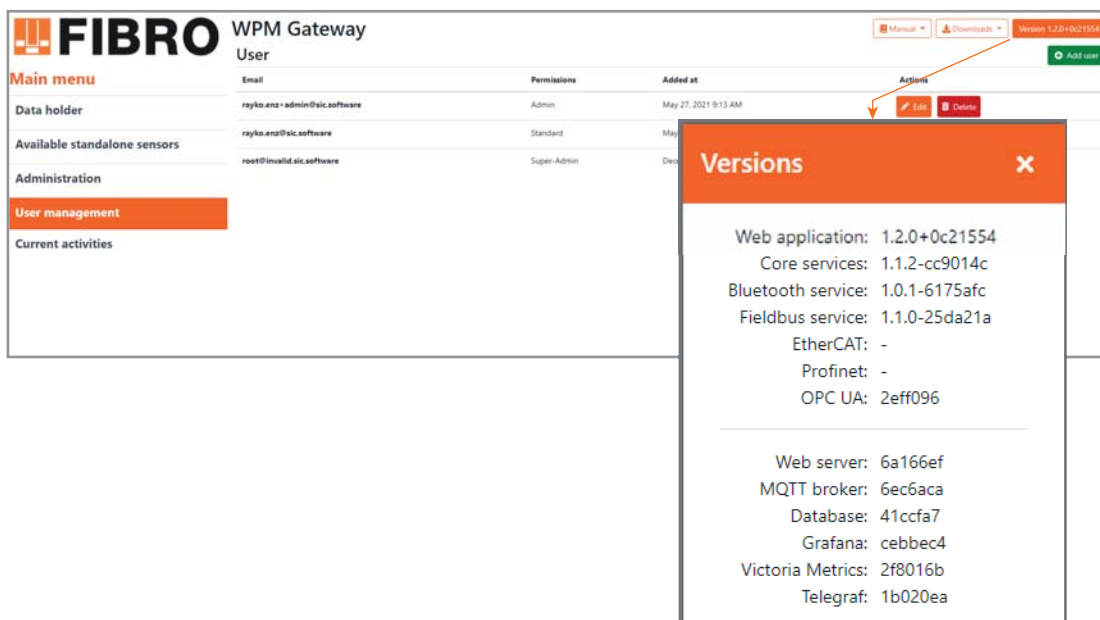 FIBRO
WPM Gateway
Manual
Downloads
Version 1.2.0+0c21554
User
Add user
Main menu
Data holder
Available standalone sensors
Administration
User management
Current activities
Email Permissions Added at Actions
rayko.enz+admin@sic.software Admin May 27, 2021 9:13 AM Edit Delete
rayko.enz@sic.software Standard May
root@invalid.sic.software Super-Admin Dece
Versions
Web application: 1.2.0+0c21554
Core services: 1.1.2-cc9014c
Bluetooth service: 1.0.1-6175afc
Fieldbus service: 1.1.0-25da21a
EtherCAT: -
Profinet: -
OPC UA: 2eff096
Web server: 6a166ef
MQTT broker: 6ec6aca
Database: 41ccfa7
Grafana: cebbec4
Victoria Metrics: 2f8016b
Telegraf: 1b020ea